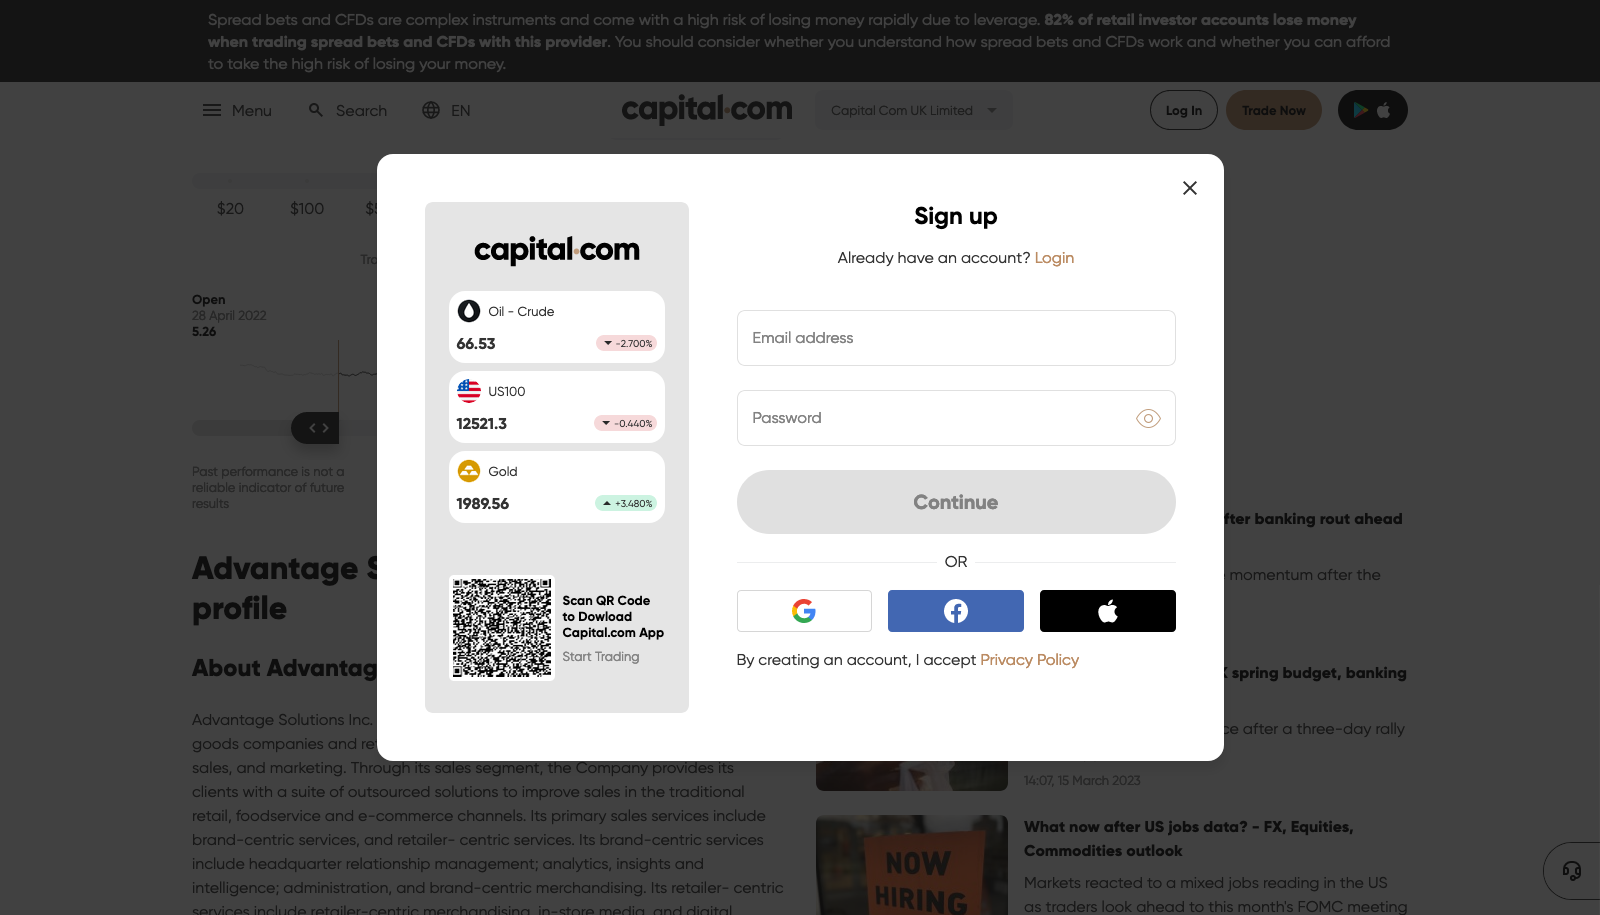 Spread bets and CFDs are complex instruments and come with a high risk of losing money rapidly due to leverage. 82% of retail investor accounts lose money
when trading spread bets and CFDs with this provider. You should consider whether you understand how spread bets and CFDs work and whether you can afford
to take the high risk of losing your money.
Menu
Search
EN
capital.com
Capital Com UK Limited
Log In
Trade Now
$20
$100
Open
28 April 2022
5.26
Past performance is not a
reliable indicator of future
results
Advantage
profile
About Advantag
Advantage Solutions Inc.
goods companies and re
sales, and marketing. Through its sales segment, the Company provides its
clients with a suite of outsourced solutions to improve sales in the traditional
retail, foodservice and e-commerce channels. Its primary sales services include
brand-centric services, and retailer- centric services. Its brand-centric services
include headquarter relationship management; analytics, insights and
intelligence; administration, and brand-centric merchandising. Its retailer- centric
services include retailer-centric merchandising, in-store media, and digital
capital.com
Oil - Crude
66.53
-2.700%
US100
12521.3
-0.440%
Gold
1989.56
+3.480%
Scan QR Code
to Dowload
Capital.com App
Start Trading
Sign up
Already have an account? Login
Email address
Password
Continue
OR
By creating an account, I accept Privacy Policy
fter banking rout ahead
momentum after the
spring budget, banking
ce after a three-day rally
14:07, 15 March 2023
NOW
HIRING
What now after US jobs data? - FX, Equities,
Commodities outlook
Markets reacted to a mixed jobs reading in the US
as traders look ahead to this month's FOMC meeting